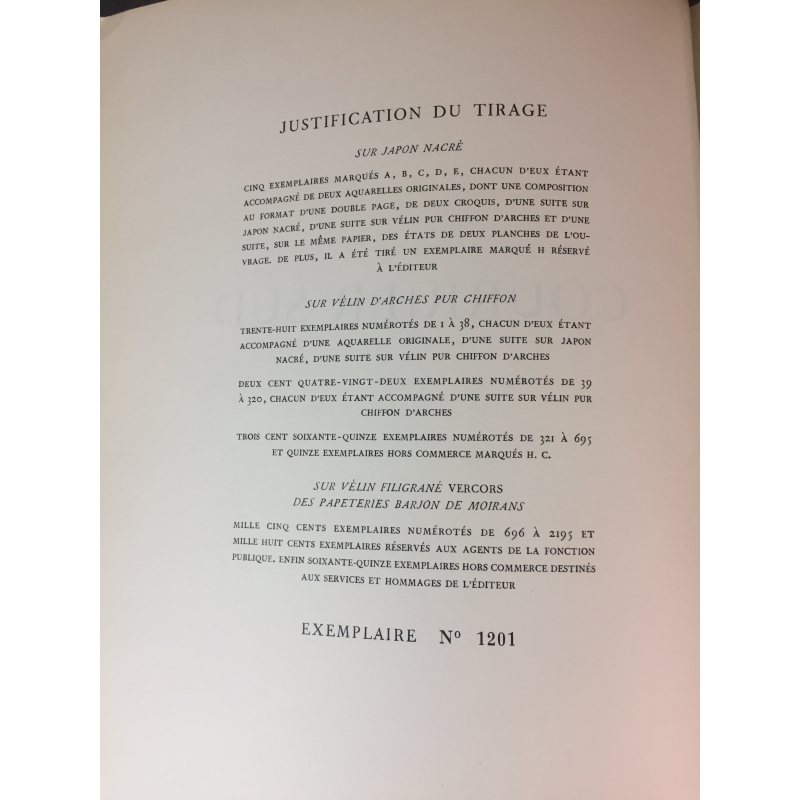 JUSTIFICATION DU TIRAGE
SUR JAPON NACRÉ
CINQ EXEMPLAIRES MARQUÉS A, B, C, D, E, CHACUN D'EUX ÉTANT
ACCOMPAGNÉ DE DEUX AQUARELLES ORIGINALES, DONT UNE COMPOSITION
AU FORMAT D'UNE DOUBLE PAGE, DE DEUX CROQUIS, D'UNE SUITE SUR
JAPON NACRÉ, D'UNE SUITE SUR VÉLIN PUR CHIFFON D'ARCHES ET D'UNE
SUITE, SUR LE MÊME PAPIER, DES ÉTATS DE DEUX PLANCHES DE L'OU-
VRAGE. DE PLUS, IL A ÉTÉ TIRÉ UN EXEMPLAIRE MARQUÉ H RÉSERVÉ
À L'ÉDITEUR
SUR VÉLIN D'ARCHES PUR CHIFFON
TRENTE-HUIT EXEMPLAIRES NUMÉROTÉS DE 1 À 38, CHACUN D'EUX ÉTANT
ACCOMPAGNÉ D'UNE AQUARELLE ORIGINALE, D'UNE SUITE SUR JAPON
NACRÉ, D'UNE SUITE SUR VÉLIN PUR CHIFFON D'ARCHES
DEUX CENT QUATRE-VINGT-DEUX EXEMPLAIRES NUMÉROTÉS DE 39
À 320, CHACUN D'EUX ÉTANT ACCOMPAGNÉ D'UNE SUITE SUR VÉLIN PUR
CHIFFON D'ARCHES
TROIS CENT SOIXANTE-QUINZE EXEMPLAIRES NUMÉROTÉS DE 321 À 695
ET QUINZE EXEMPLAIRES HORS COMMERCE MARQUÉS H. C.
SUR VÉLIN FILIGRANÉ VERCORS
DES PAPETERIES BARJON DE MOIRANS
MILLE CINQ CENTS EXEMPLAIRES NUMÉROTÉS DE 696 À 2195 ET
MILLE HUIT CENTS EXEMPLAIRES RÉSERVÉS AUX AGENTS DE LA FONCTION
PUBLIQUE. ENFIN SOIXANTE-QUINZE EXEMPLAIRES HORS COMMERCE DESTINÉS
AUX SERVICES ET HOMMAGES DE L'ÉDITEUR
EXEMPLAIRE Nº 1201